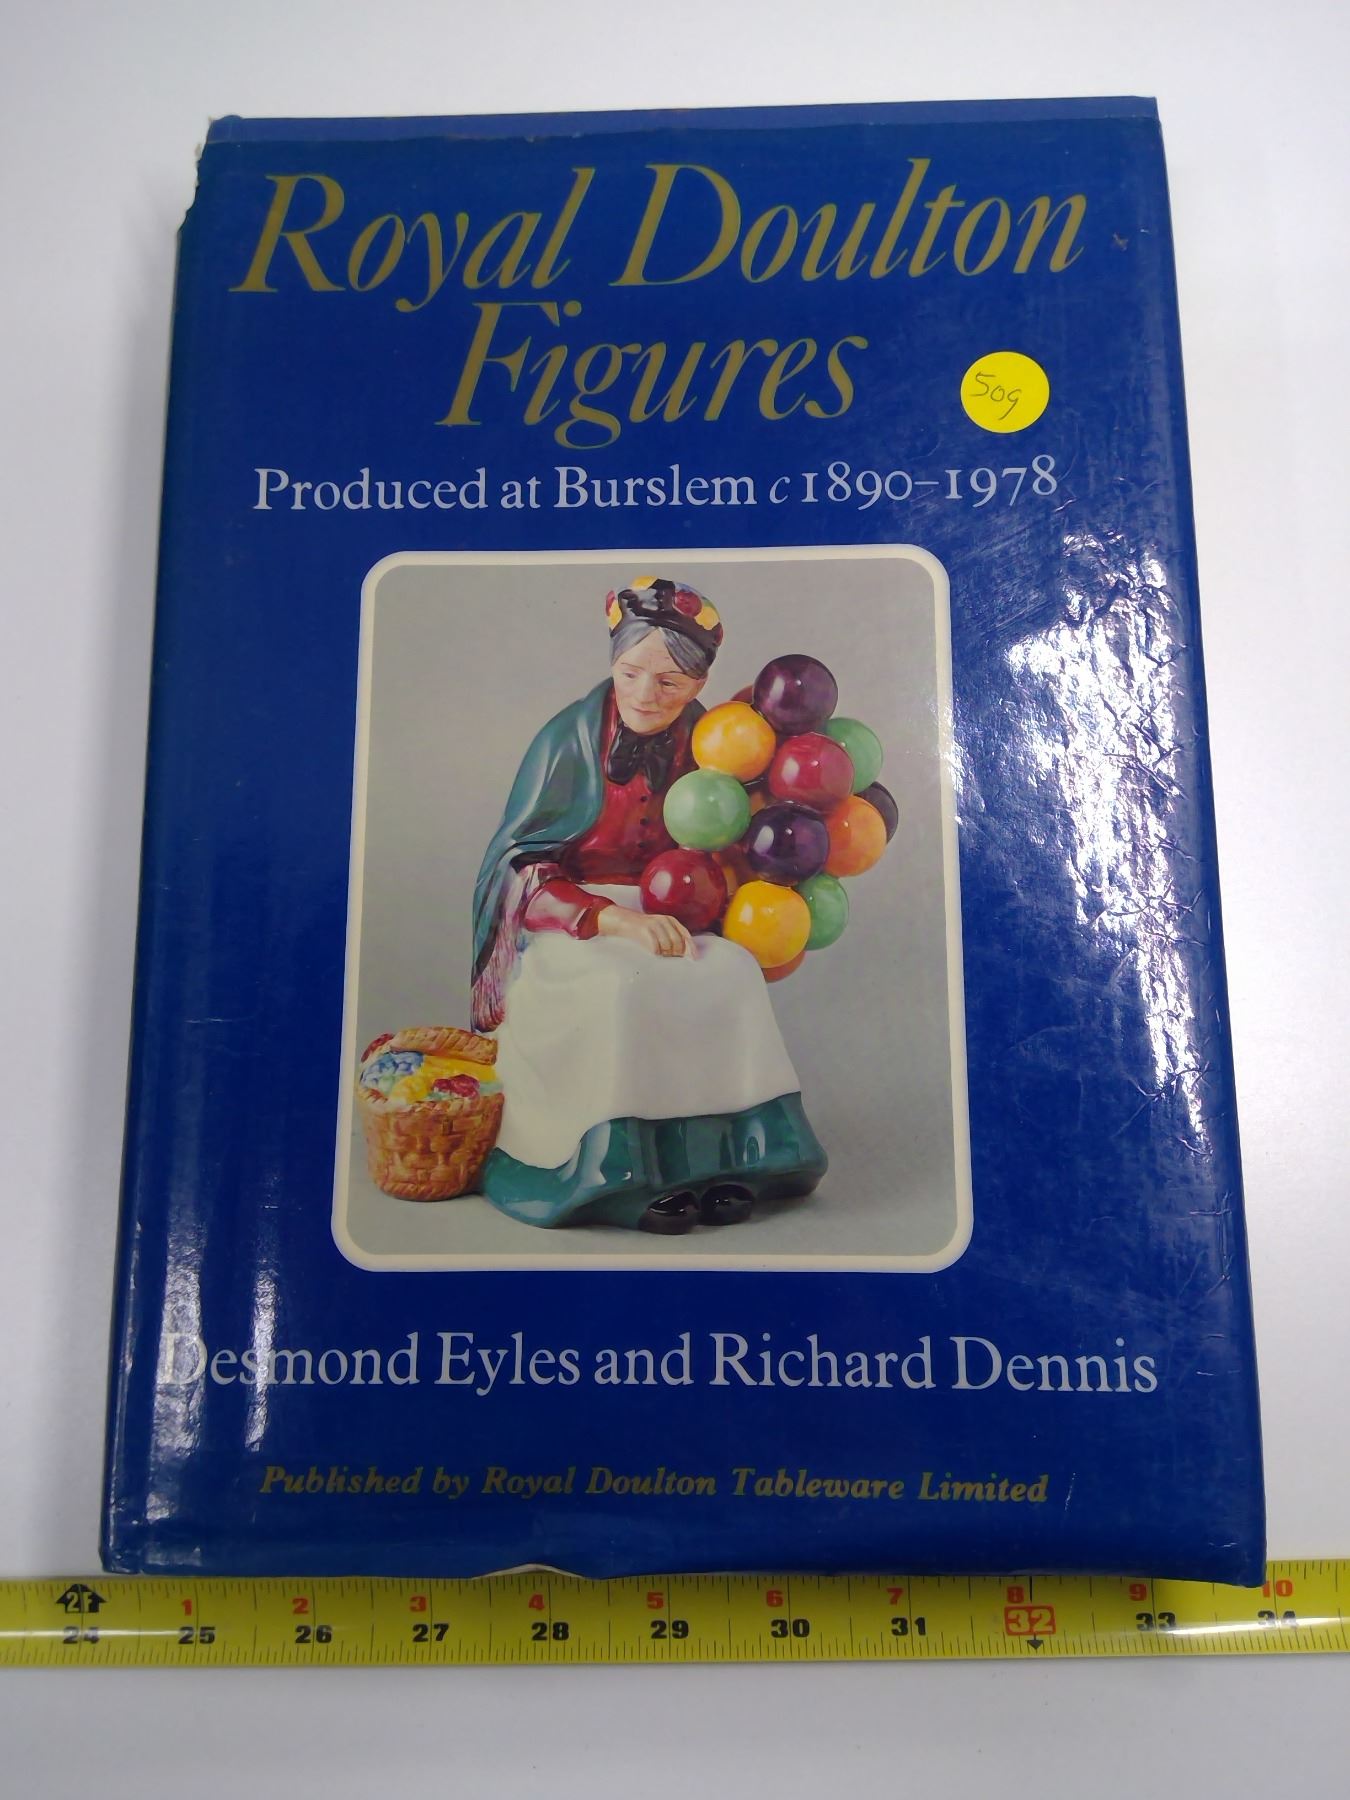 Royal Doulton
Figures
509
Produced at Burslem c1890–1978
Desmond Eyles and Richard Dennis
Published by Royal Doulton Tableware Limited
2F 1 2 3 4 5 6 7 8 9 10
24 25 26 27 28 29 30 31 32 33 34